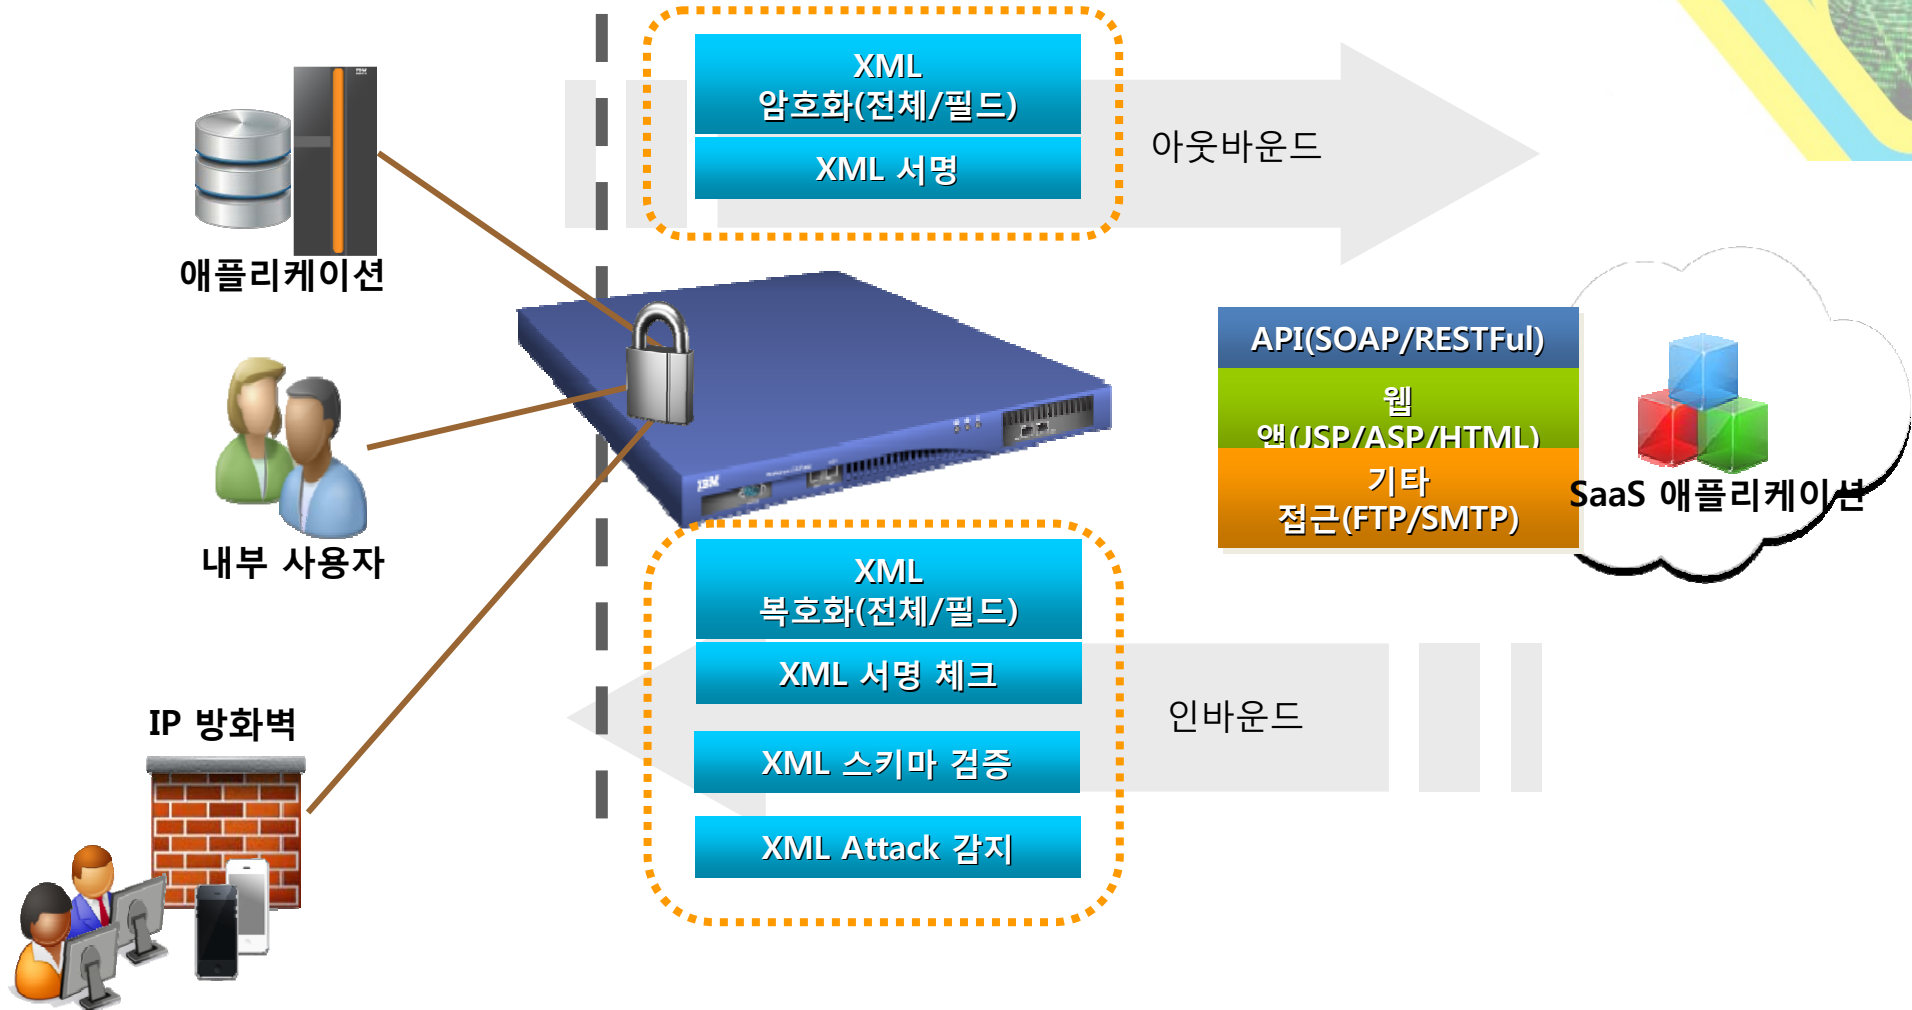 XML
암호화(전체/필드)
XML 서명
아웃바운드
애플리케이션
API(SOAP/RESTFul)
웹
앱(JSP/ASP/HTML)
기타
접근(FTP/SMTP)
SaaS 애플리케이션
내부 사용자
IBM
XML
복호화(전체/필드)
XML 서명 체크
인바운드
XML 스키마 검증
XML Attack 감지
IP 방화벽